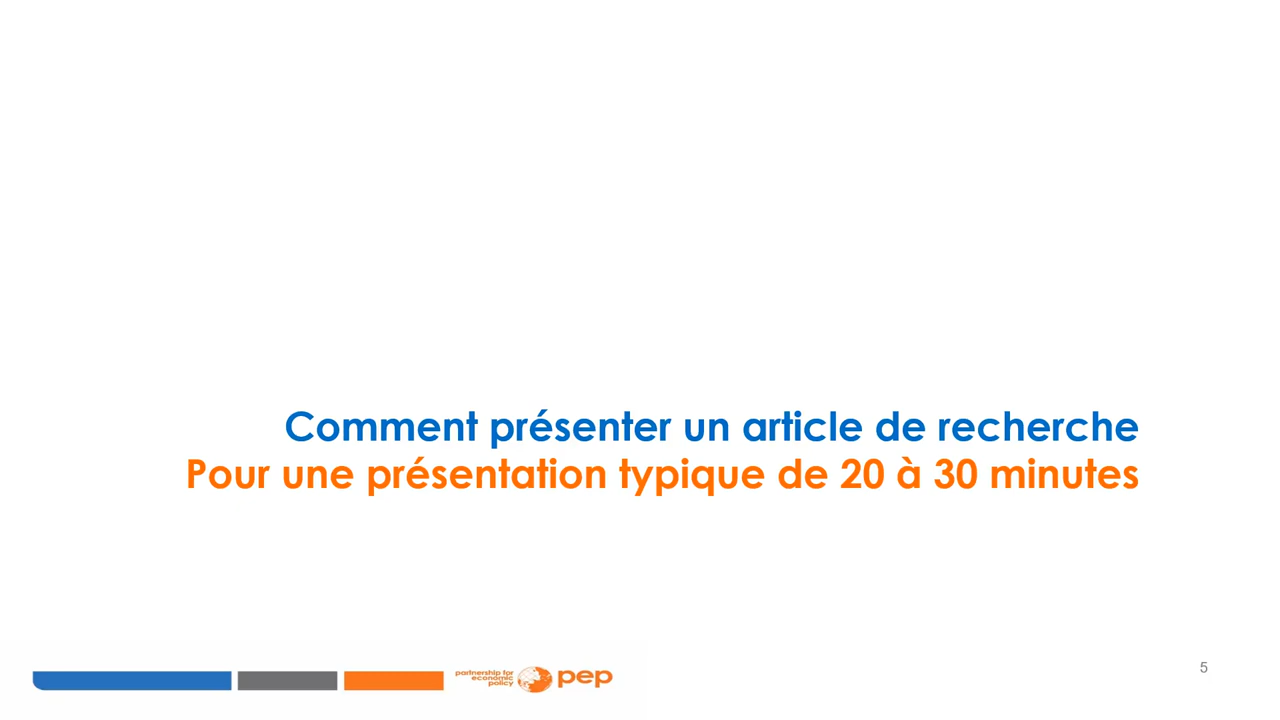 Comment présenter un article de recherche
Pour une présentation typique de 20 à 30 minutes
partnership for
economic
policy
pep
5